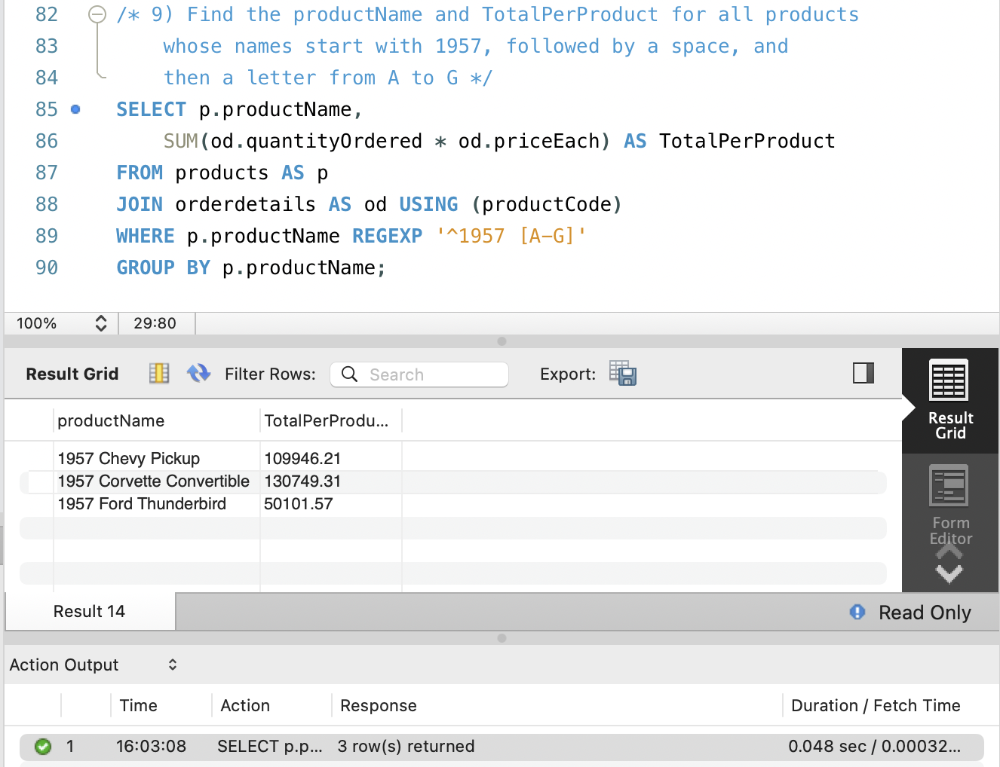 82 /* 9) Find the productName and TotalPerProduct for all products
83 whose names start with 1957, followed by a space, and
84 then a letter from A to G */
85 SELECT p.productName,
86 SUM(od.quantityOrdered * od.priceEach) AS TotalPerProduct
87 FROM products AS p
88 JOIN orderdetails AS od USING (productCode)
89 WHERE p.productName REGEXP '^1957 [A-G]'
90 GROUP BY p.productName;
100% 29:80
Result Grid Filter Rows: Search Export:
productName TotalPerProdu...
1957 Chevy Pickup 109946.21
1957 Corvette Convertible 130749.31
1957 Ford Thunderbird 50101.57
Result
Grid
Form
Editor
Result 14 Read Only
Action Output
Time Action Response Duration / Fetch Time
1 16:03:08 SELECT p.p... 3 row(s) returned 0.048 sec / 0.00032...